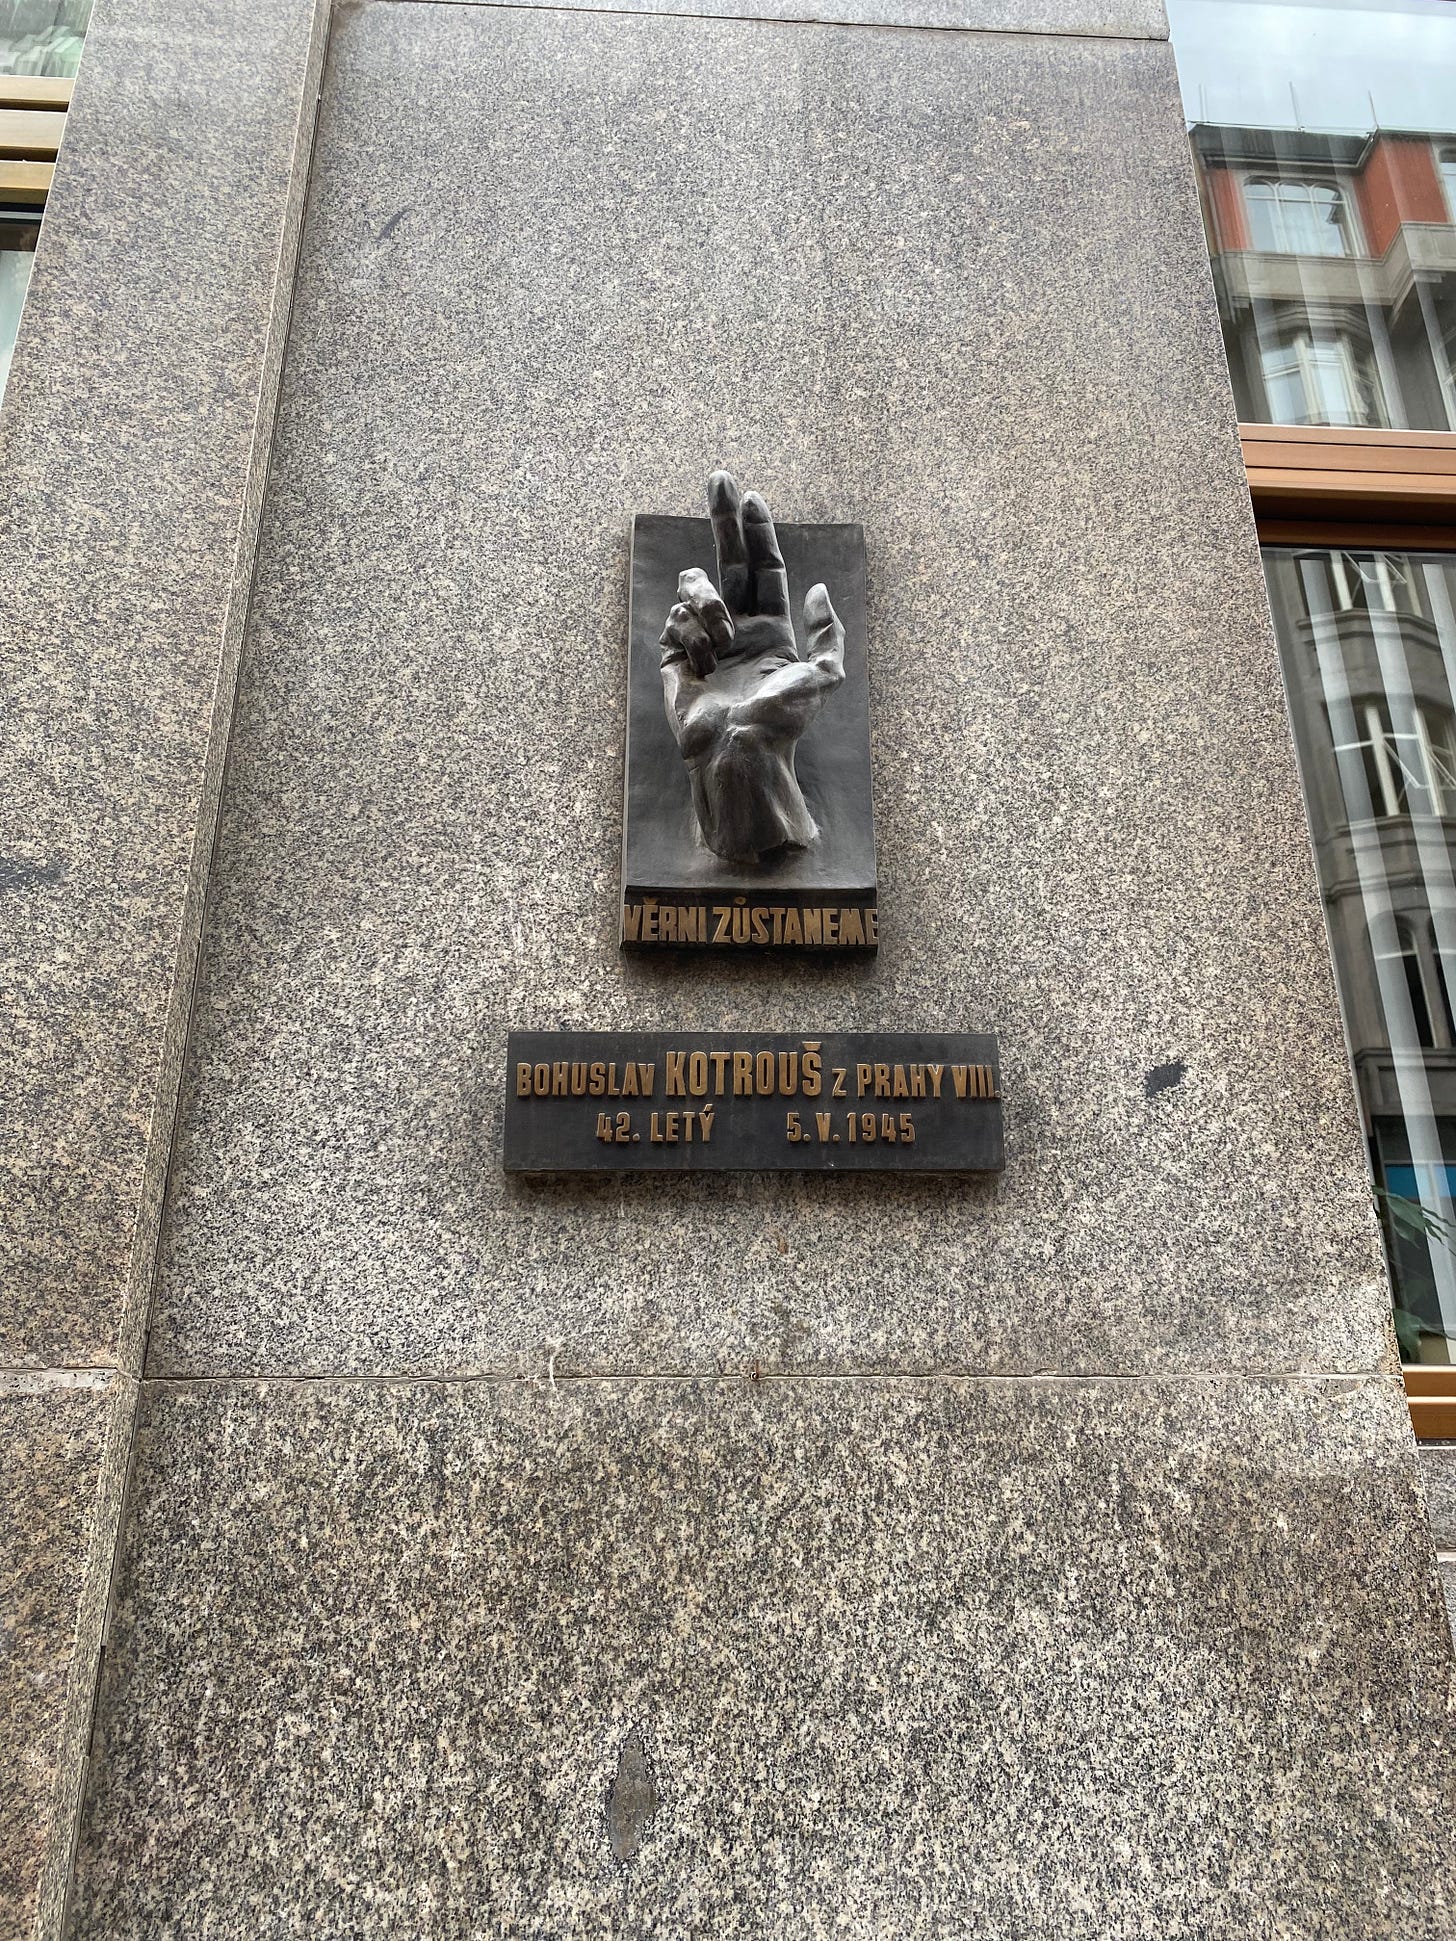 VĚRNI ZŮSTANEME
BOHUSLAV KOTROUŠ Z PRAHY VIII.
42. LETÝ 5. V. 1945